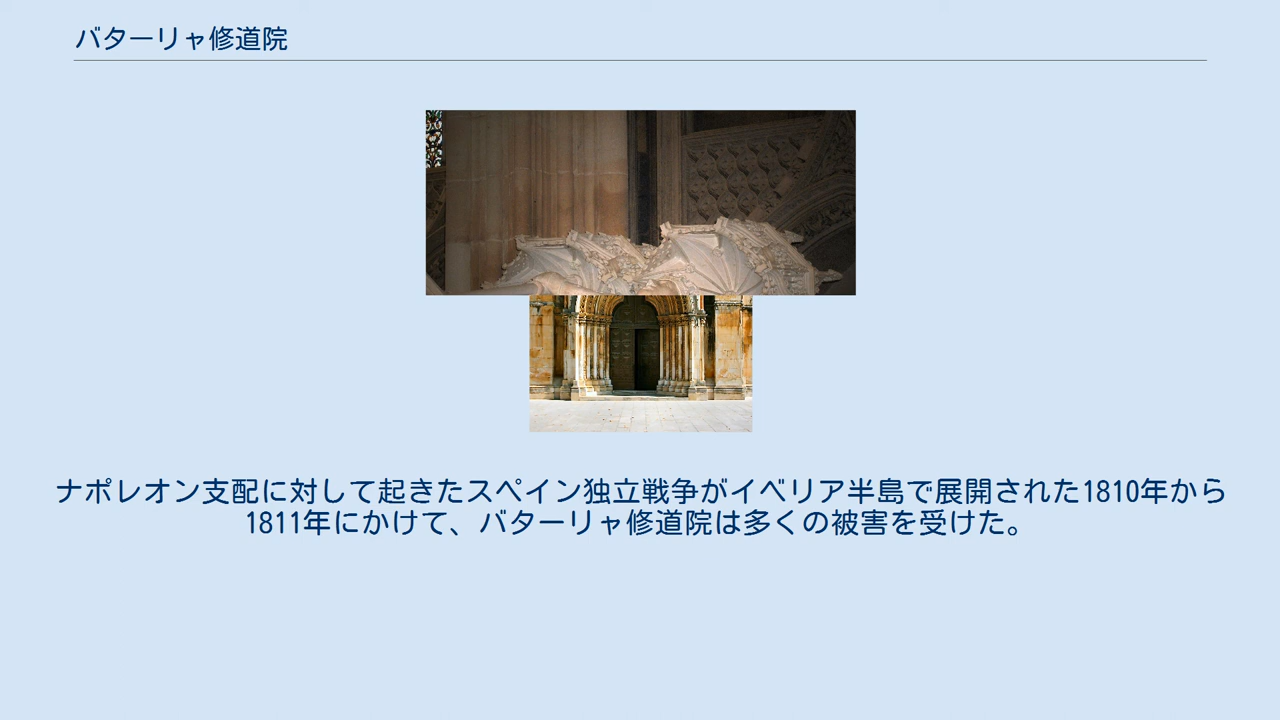 バターリャ修道院
ナポレオン支配に対して起きたスペイン独立戦争がイベリア半島で展開された1810年から
1811年にかけて、バターリャ修道院は多くの被害を受けた。